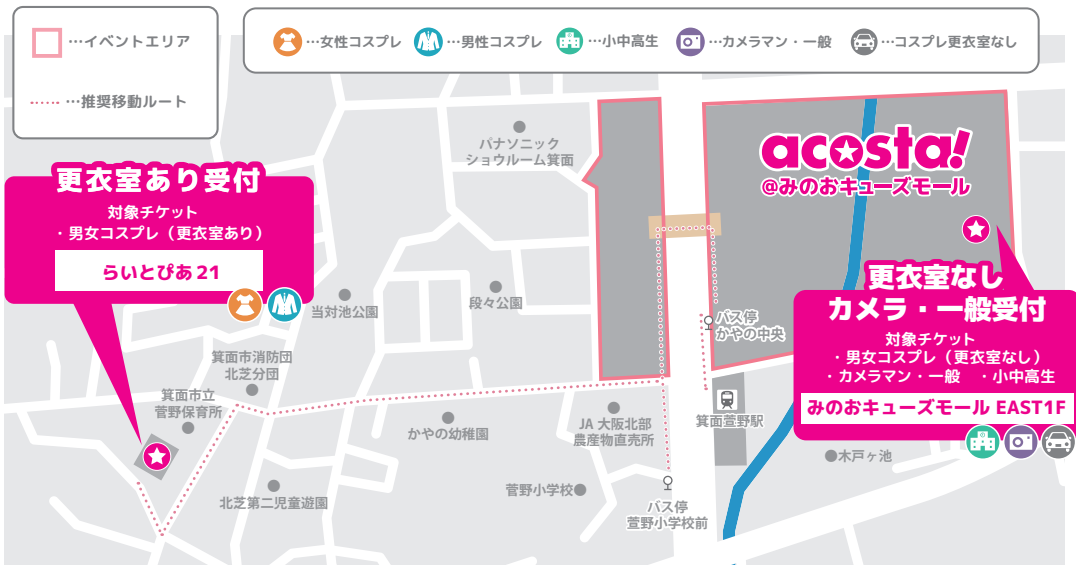 …イベントエリア
…推奨移動ルート
…女性コスプレ
…男性コスプレ
…小中高生
…カメラマン・一般
…コスプレ更衣室なし
パナソニック
ショウルーム箕面
acosta!
@みのおキューズモール
更衣室あり受付
対象チケット
・男女コスプレ（更衣室あり）
らいとぴあ21
当対池公園
段々公園
バス停
かやの中央
更衣室なし
カメラ・一般受付
対象チケット
・男女コスプレ（更衣室なし）
・カメラマン・一般 ・小中高生
みのおキューズモール EAST1F
箕面市消防団
北芝分団
箕面市立
菅野保育所
かやの幼稚園
JA 大阪北部
農産物直売所
箕面萱野駅
木戸ヶ池
北芝第二児童遊園
菅野小学校
バス停
萱野小学校前